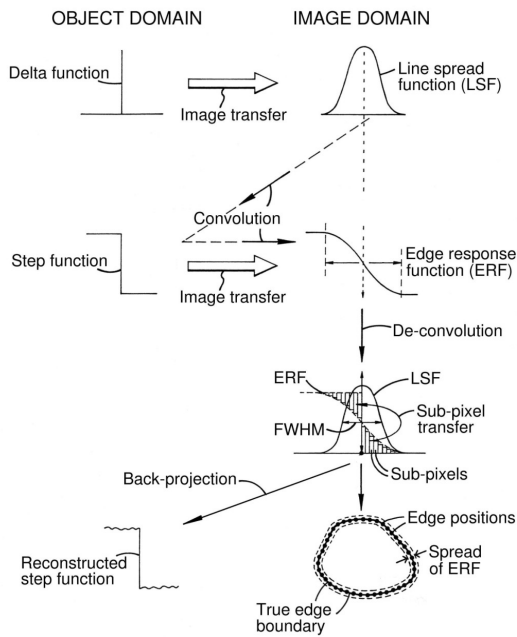 OBJECT DOMAIN
IMAGE DOMAIN
Delta function
Line spread
function (LSF)
Image transfer
Convolution
Step function
Edge response
function (ERF)
Image transfer
De-convolution
ERF
LSF
FWHM
Sub-pixel
transfer
Back-projection
Sub-pixels
Edge positions
Reconstructed
step function
Spread
of ERF
True edge
boundary